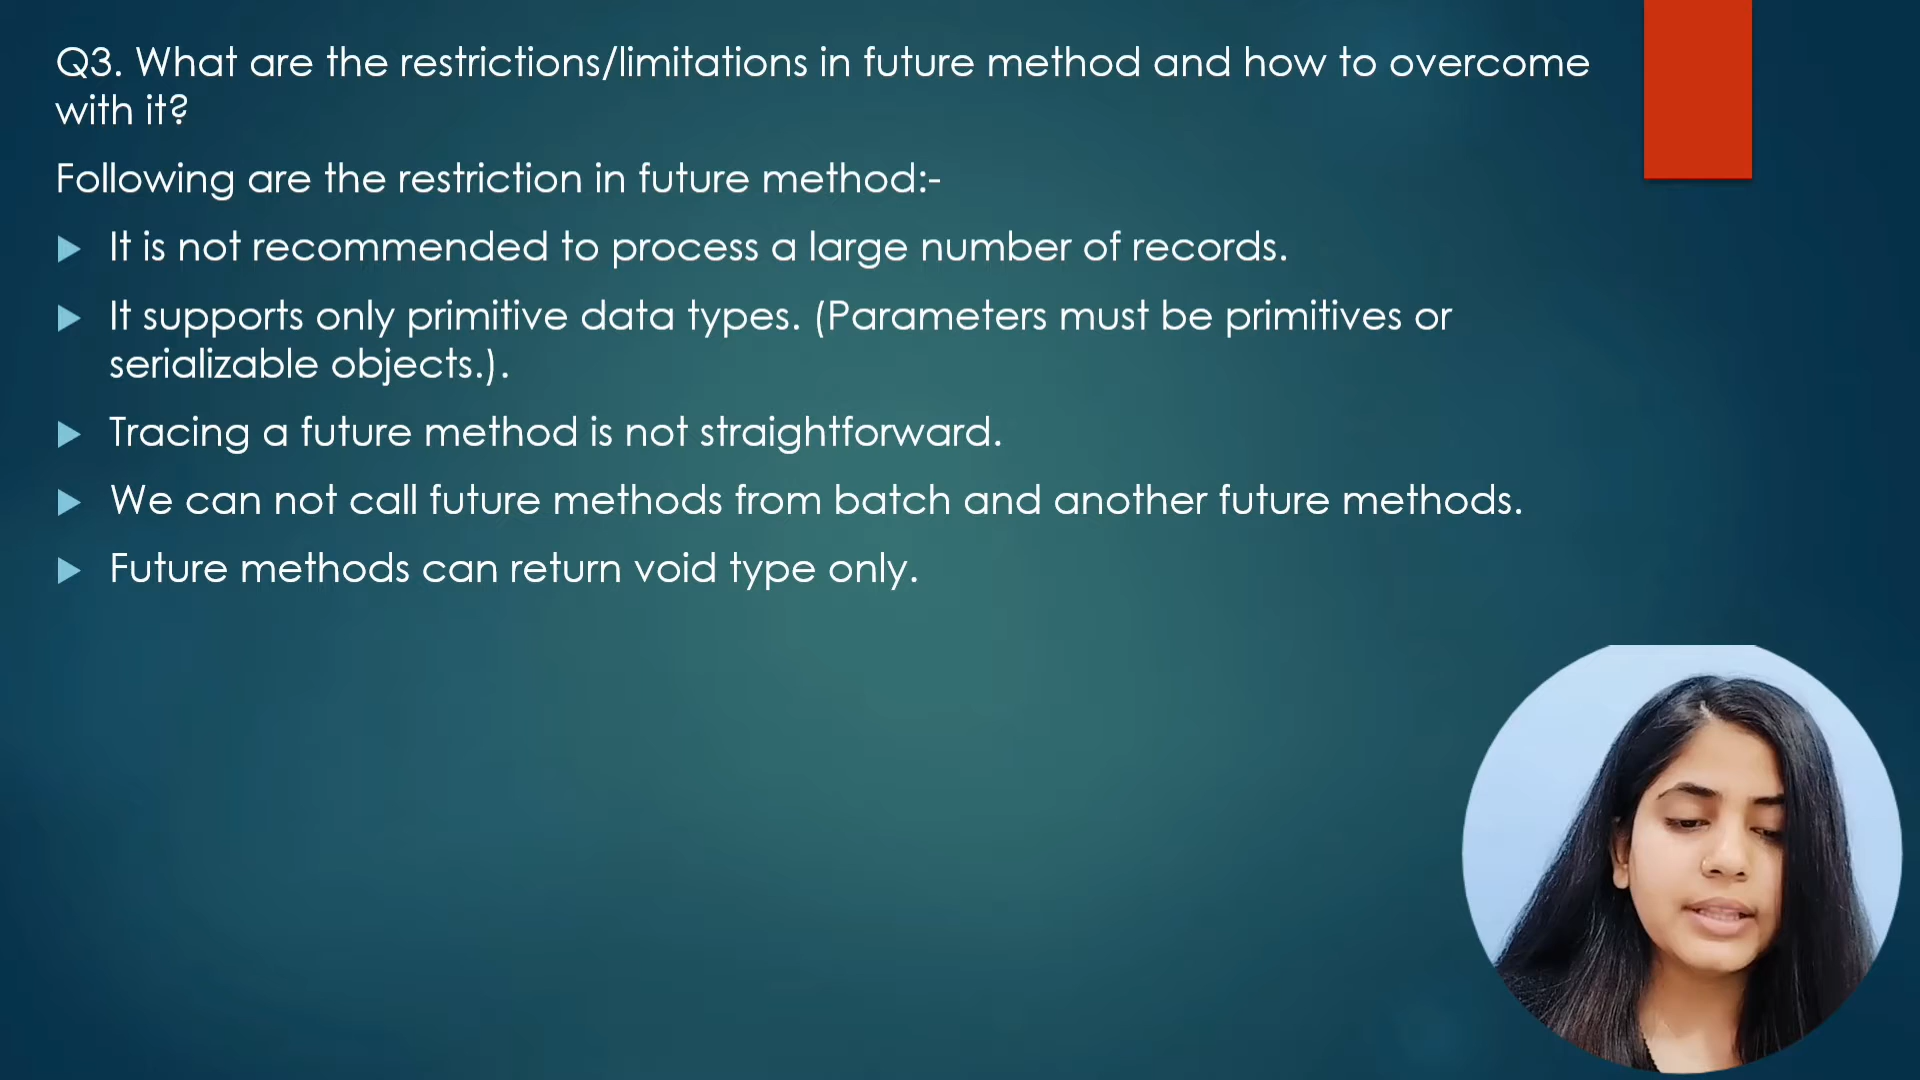 Q3. What are the restrictions/limitations in future method and how to overcome
with it?
Following are the restriction in future method:-
It is not recommended to process a large number of records.
It supports only primitive data types. (Parameters must be primitives or
serializable objects.).
Tracing a future method is not straightforward.
We can not call future methods from batch and another future methods.
Future methods can return void type only.